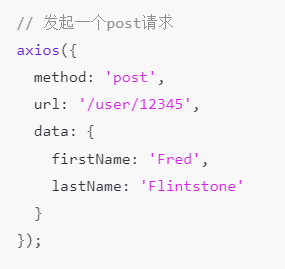 // 发起一个post请求
axios({
  method: 'post',
  url: '/user/12345',
  data: {
    firstName: 'Fred',
    lastName: 'Flintstone'
  }
});